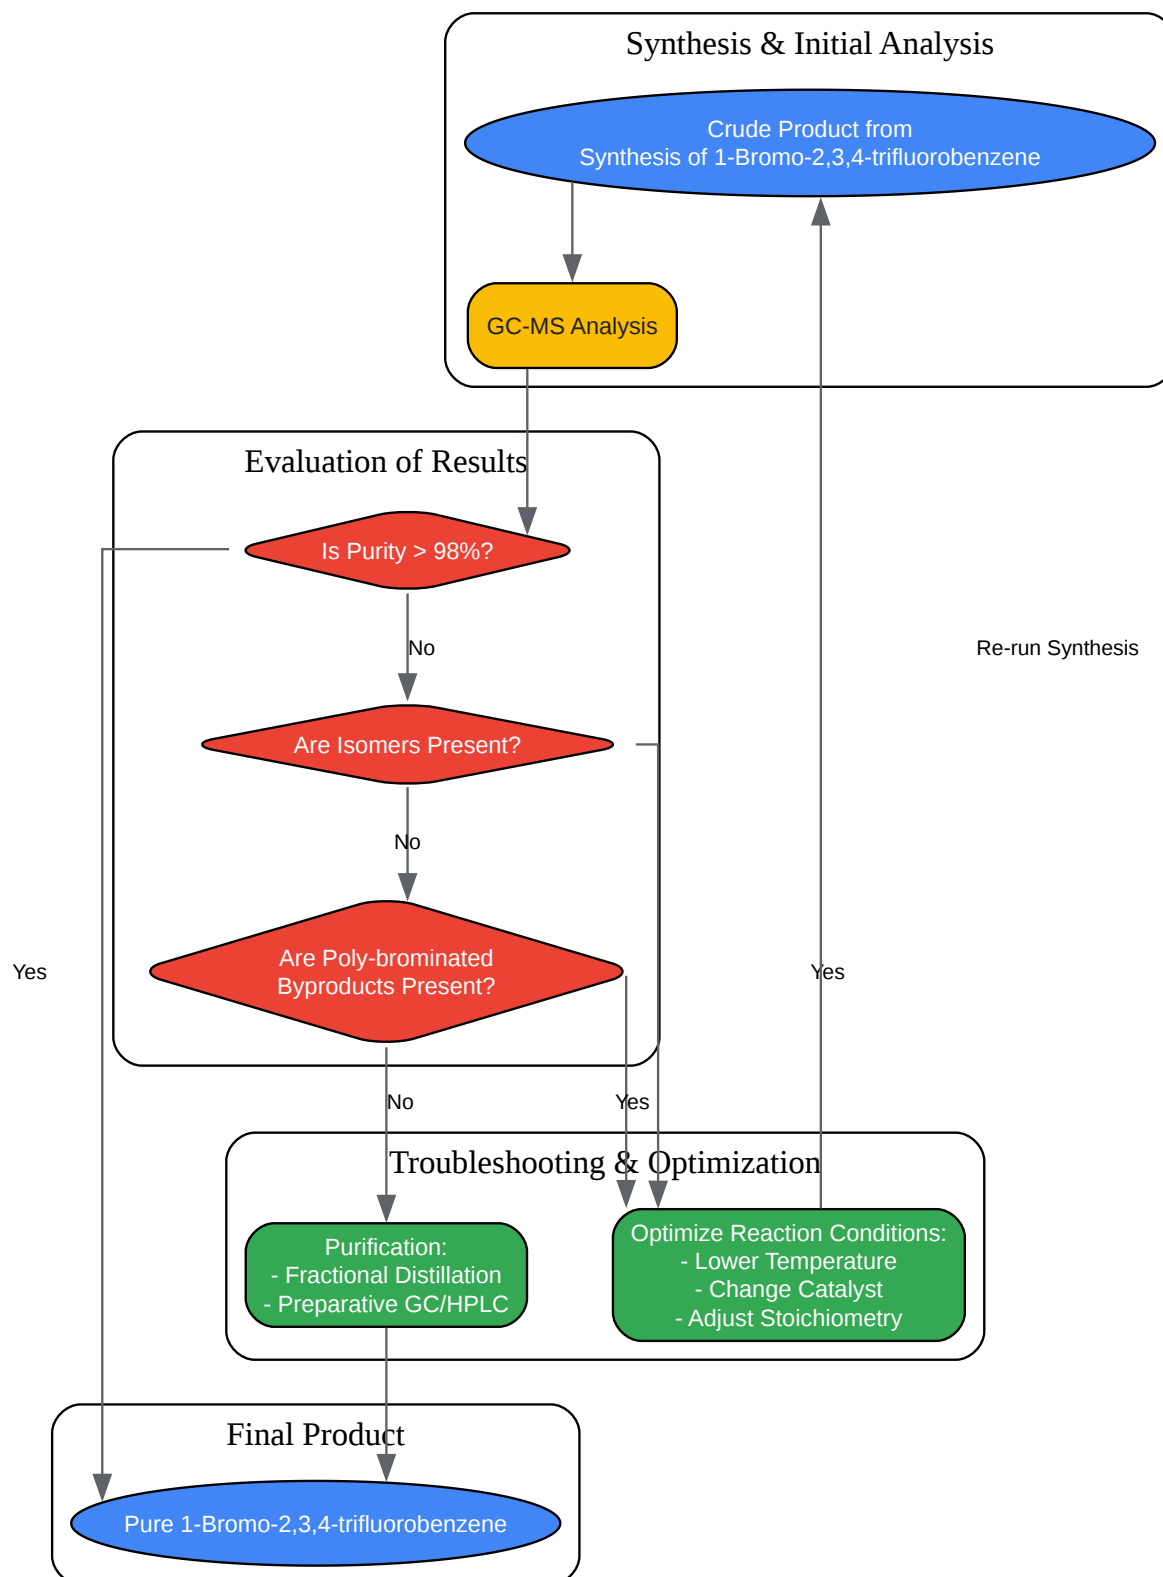 Synthesis & Initial Analysis
Crude Product from
Synthesis of 1-Bromo-2,3,4-trifluorobenzene
GC-MS Analysis
Evaluation of Results
Is Purity > 98%?
No
Re-run Synthesis
Are Isomers Present?
No
Are Poly-brominated
Byproducts Present?
Yes
Yes
No
Yes
Troubleshooting & Optimization
Purification:
- Fractional Distillation
- Preparative GC/HPLC
Optimize Reaction Conditions:
- Lower Temperature
- Change Catalyst
- Adjust Stoichiometry
Final Product
Pure 1-Bromo-2,3,4-trifluorobenzene